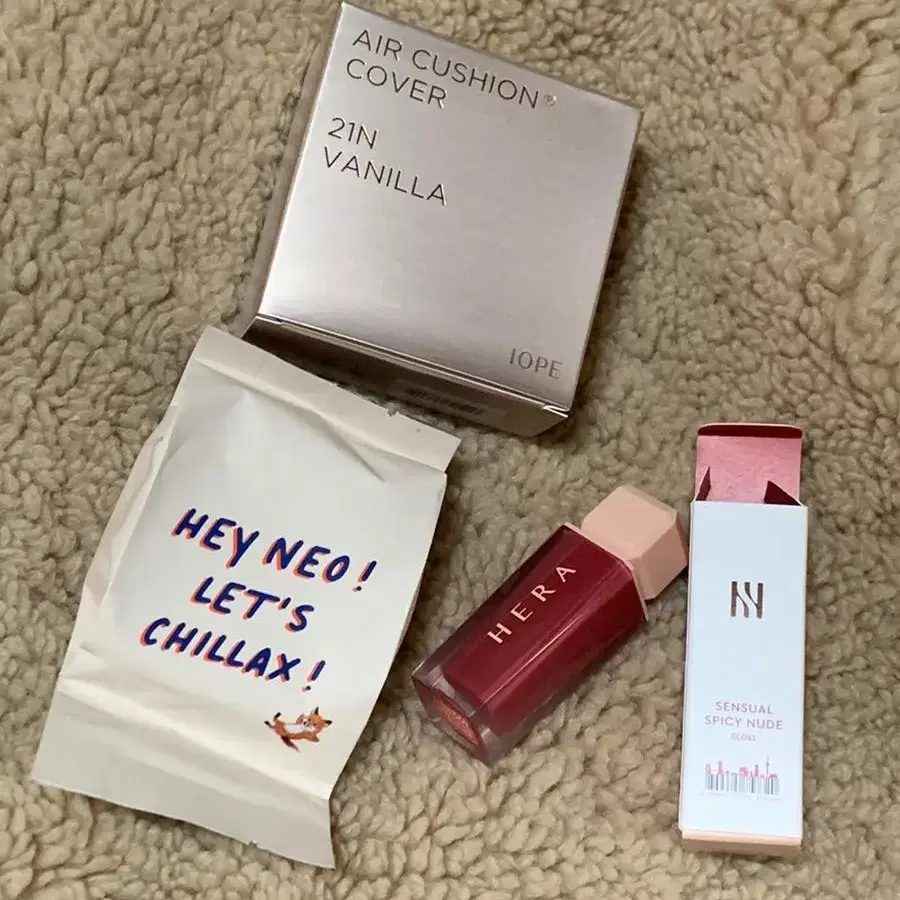 AIR CUSHION®
COVER
21N
VANILLA
IOPE
HEY NEO!
LET'S
CHILLAX!
HERA
SENSUAL
SPICY NUDE
GLOSS